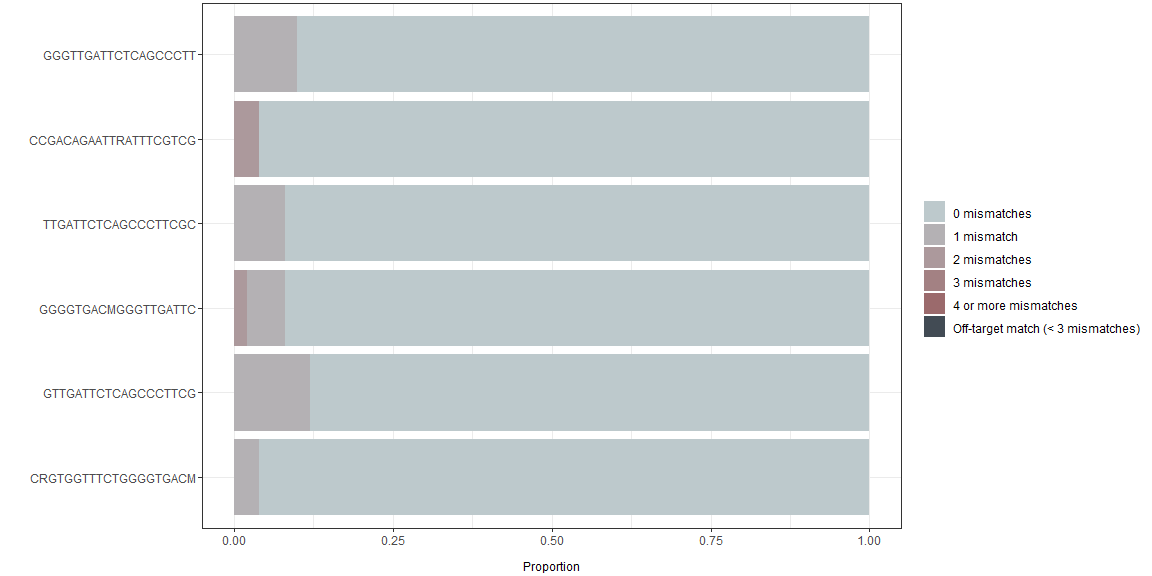 GGGTTGATTCTCAGCCCTT
CCGACAGAATTRATTTCGTCG
TTGATTCTCAGCCCTTCGC
GGGGTGACMGGGTTGATTC
GTTGATTCTCAGCCCTTCG
CRGTGGTTTCTGGGGTGACM
0.00 0.25 0.50 0.75 1.00
Proportion
0 mismatches
1 mismatch
2 mismatches
3 mismatches
4 or more mismatches
Off-target match (< 3 mismatches)